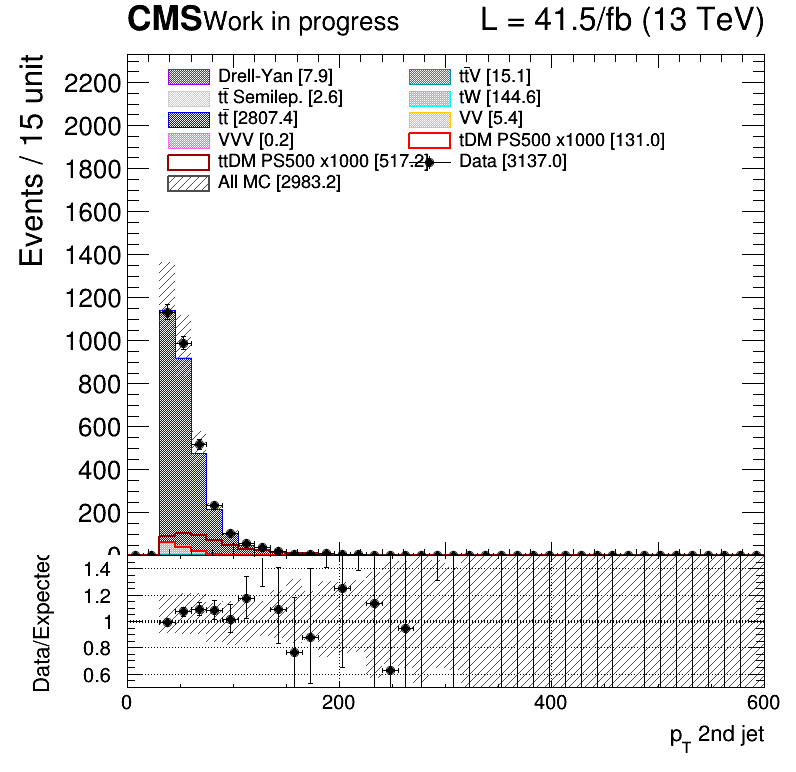 CMS Work in progress L = 41.5/fb (13 TeV)
Events / 15 unit
2200
2000
1800
1600
1400
1200
1000
800
600
400
200
0
Drell-Yan [7.9]
tt̄ Semilep. [2.6]
tt̄ [2807.4]
VVV [0.2]
ttDM PS500 x1000 [517.2]
All MC [2983.2]
tt̄V [15.1]
tW [144.6]
VV [5.4]
tDM PS500 x1000 [131.0]
Data [3137.0]
Data/Expected
1.4
1.2
1
0.8
0.6
0 200 400 600
p_T 2nd jet